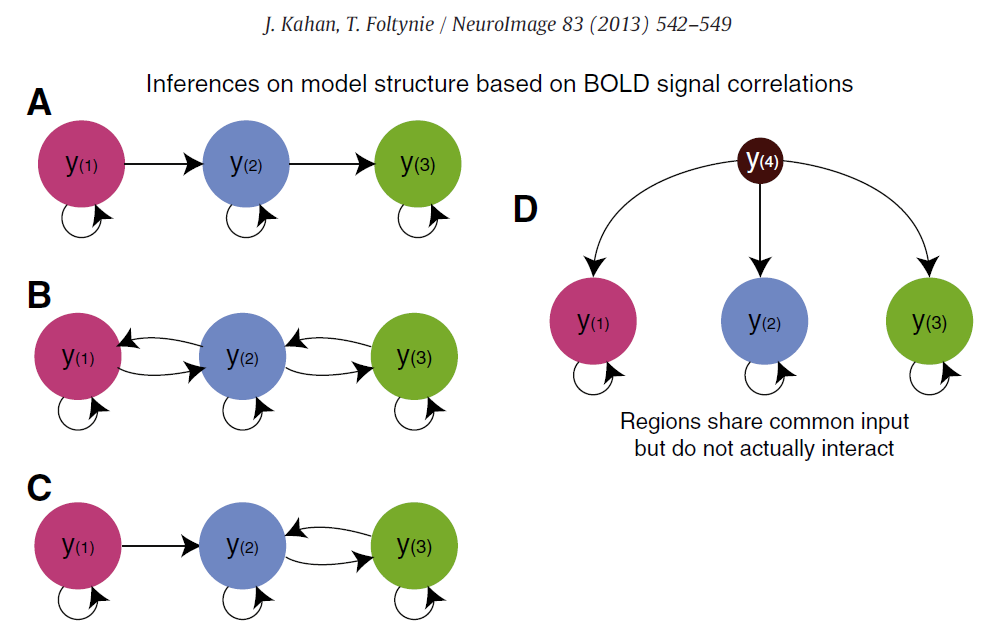 J. Kahan, T. Foltynie / NeuroImage 83 (2013) 542–549
Inferences on model structure based on BOLD signal correlations
A
y(1) y(2) y(3)
B
y(1) y(2) y(3)
C
y(1) y(2) y(3)
D
y(4)
y(1) y(2) y(3)
Regions share common input
but do not actually interact